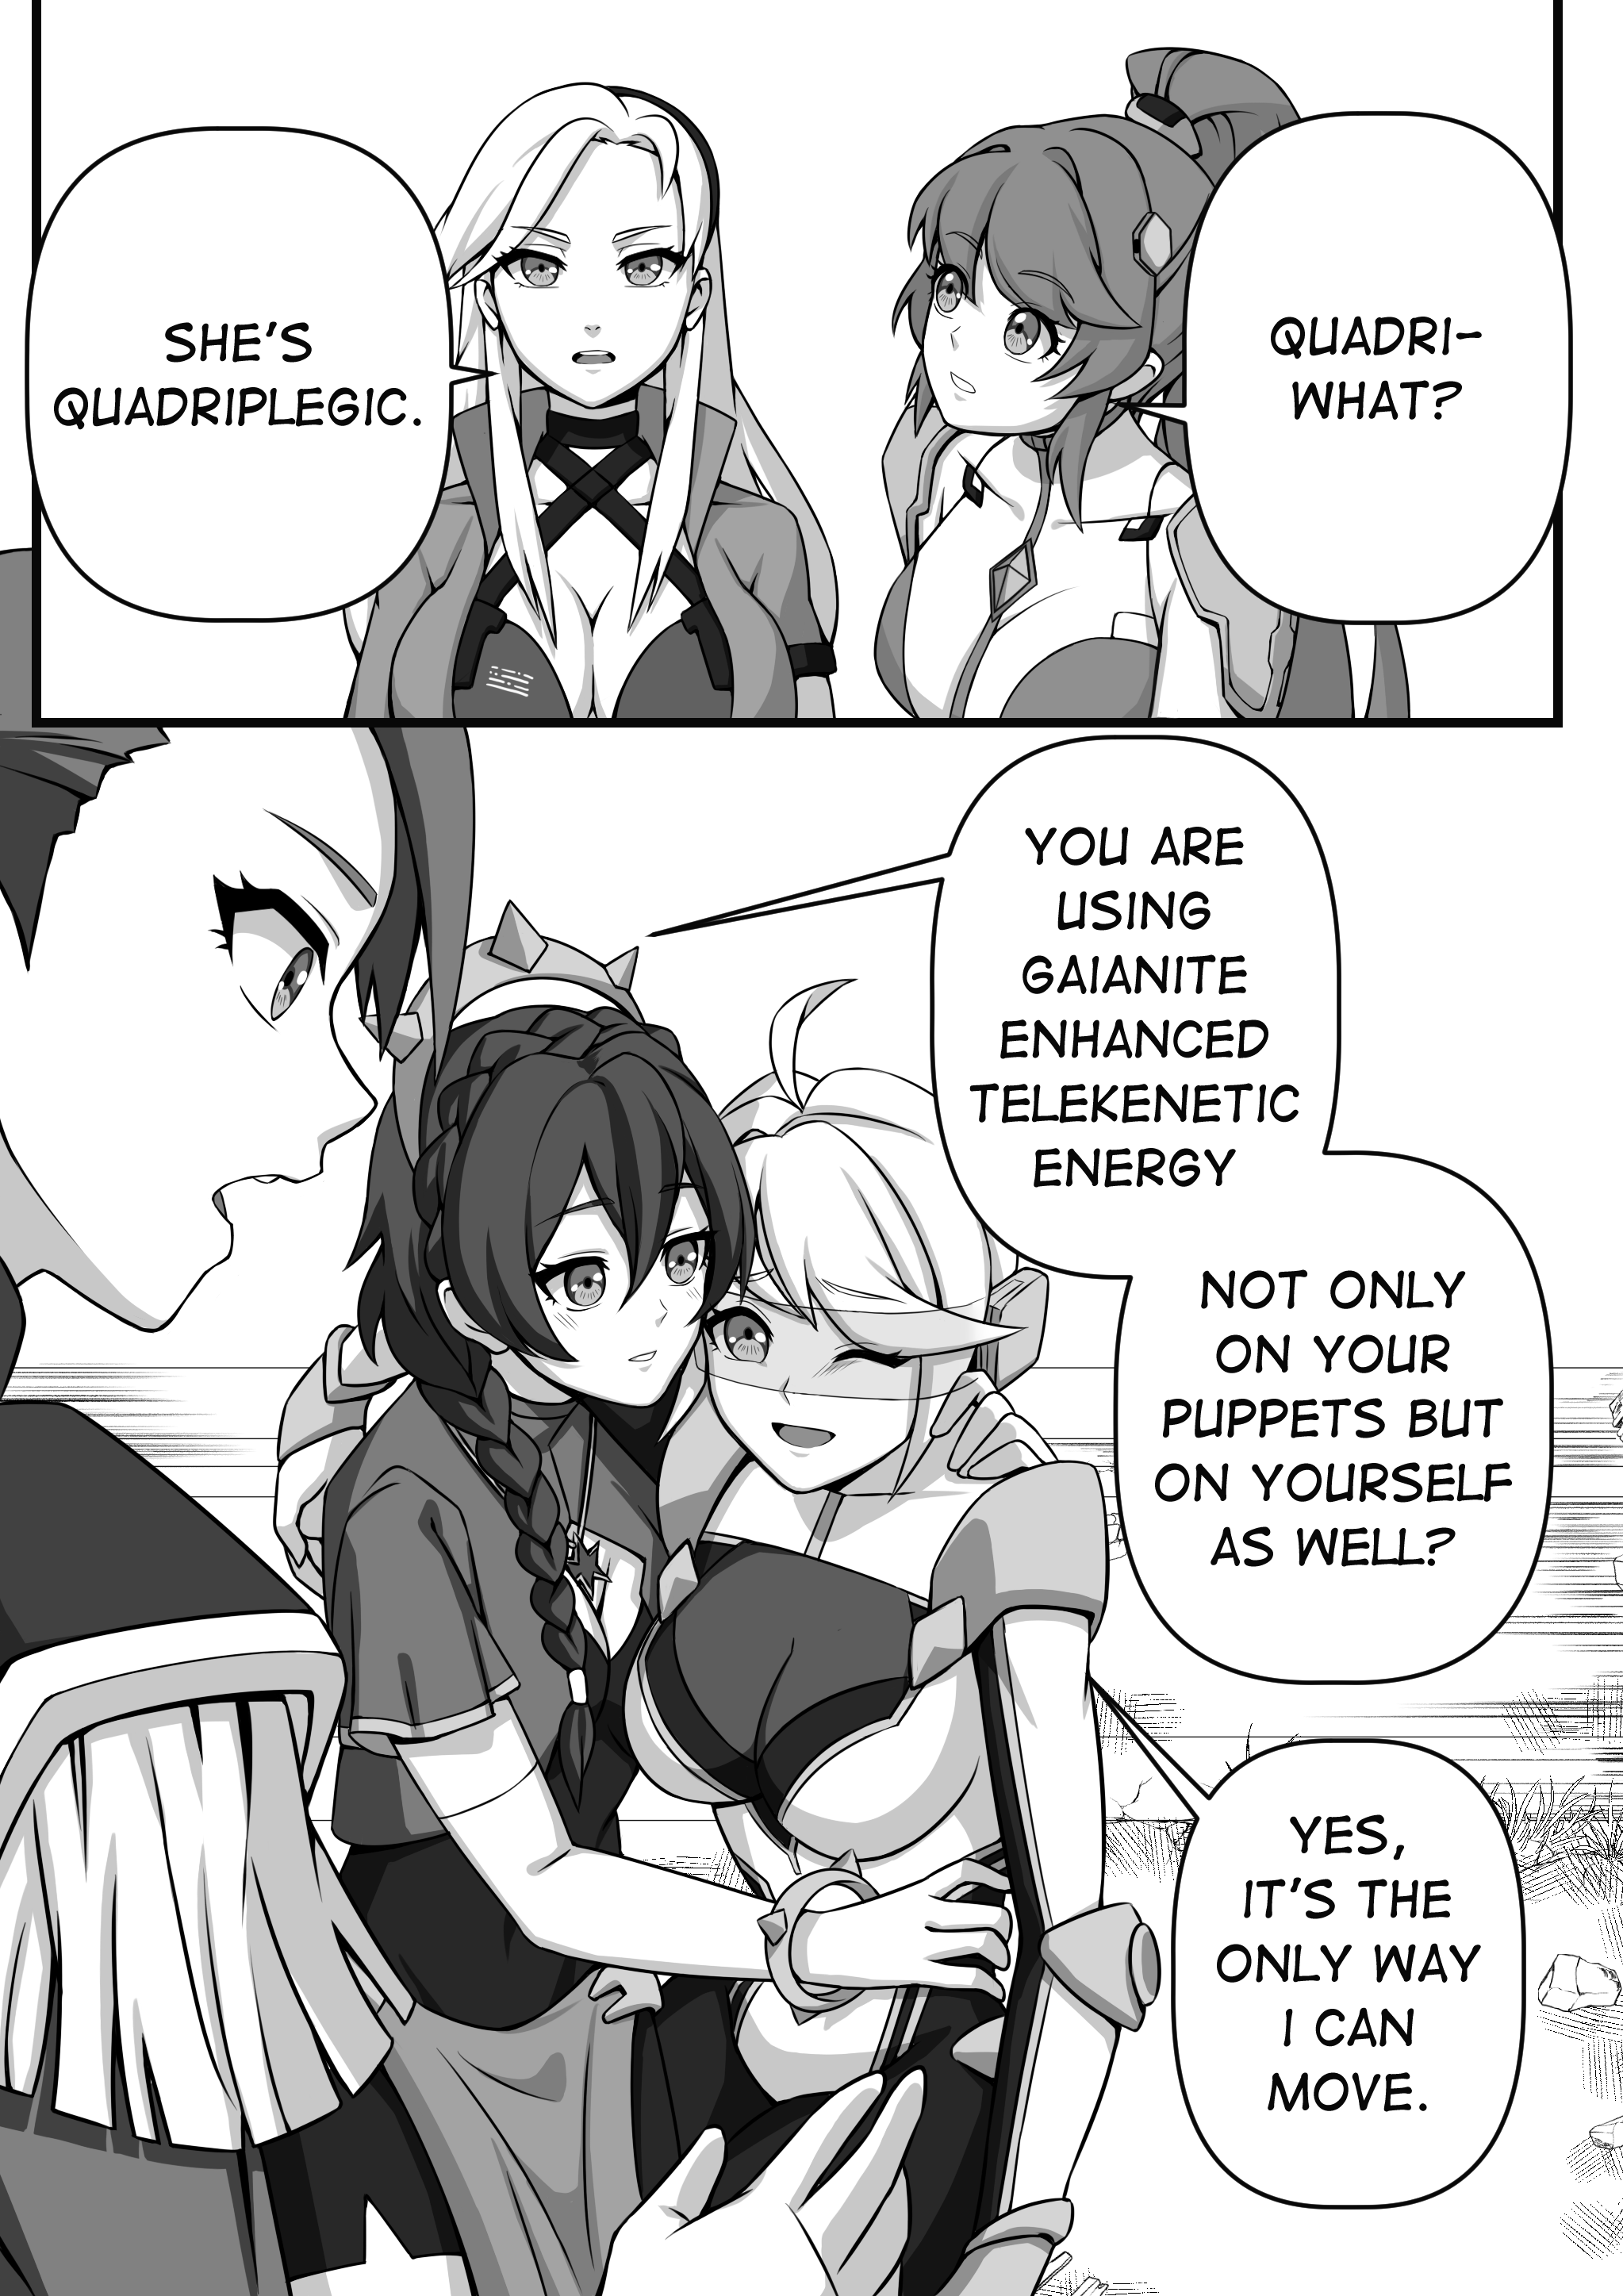 SHE'S
QUADRIPLEGIC.
QUADRI-
WHAT?
YOU ARE
USING
GAIANITE
ENHANCED
TELEKENETIC
ENERGY
NOT ONLY
ON YOUR
PUPPETS BUT
ON YOURSELF
AS WELL?
YES,
IT'S THE
ONLY WAY
I CAN
MOVE.